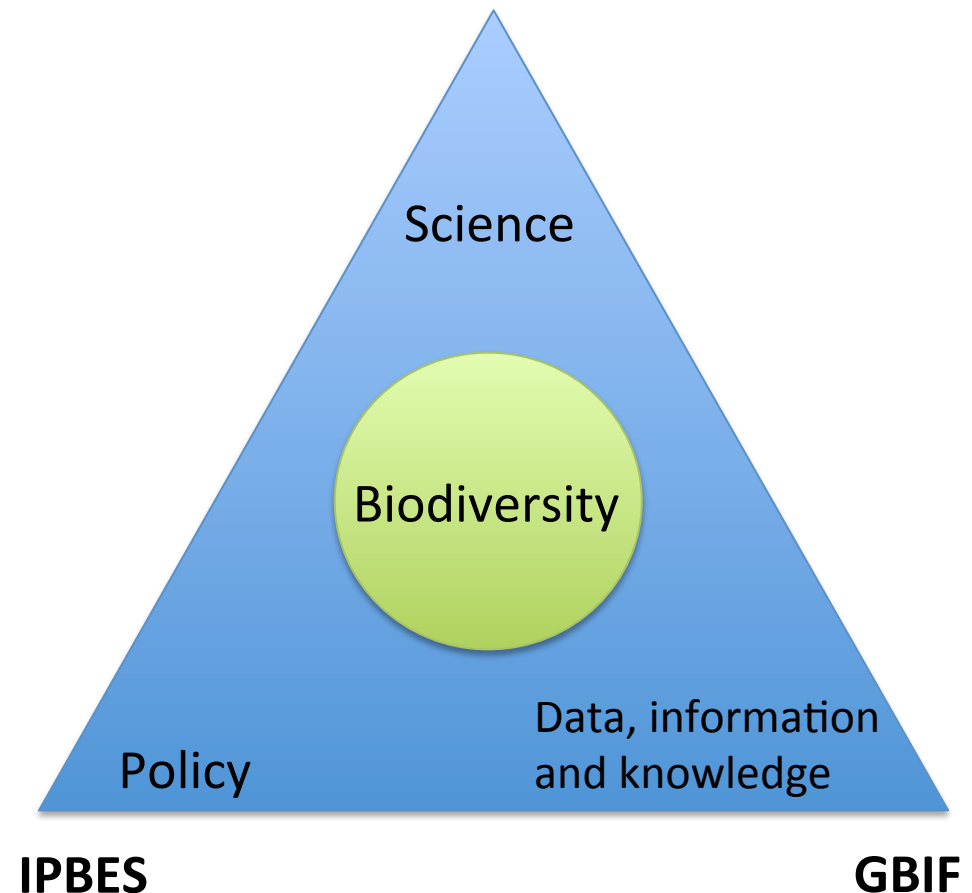 Science
Biodiversity
Data, information
and knowledge
Policy
IPBES
GBIF